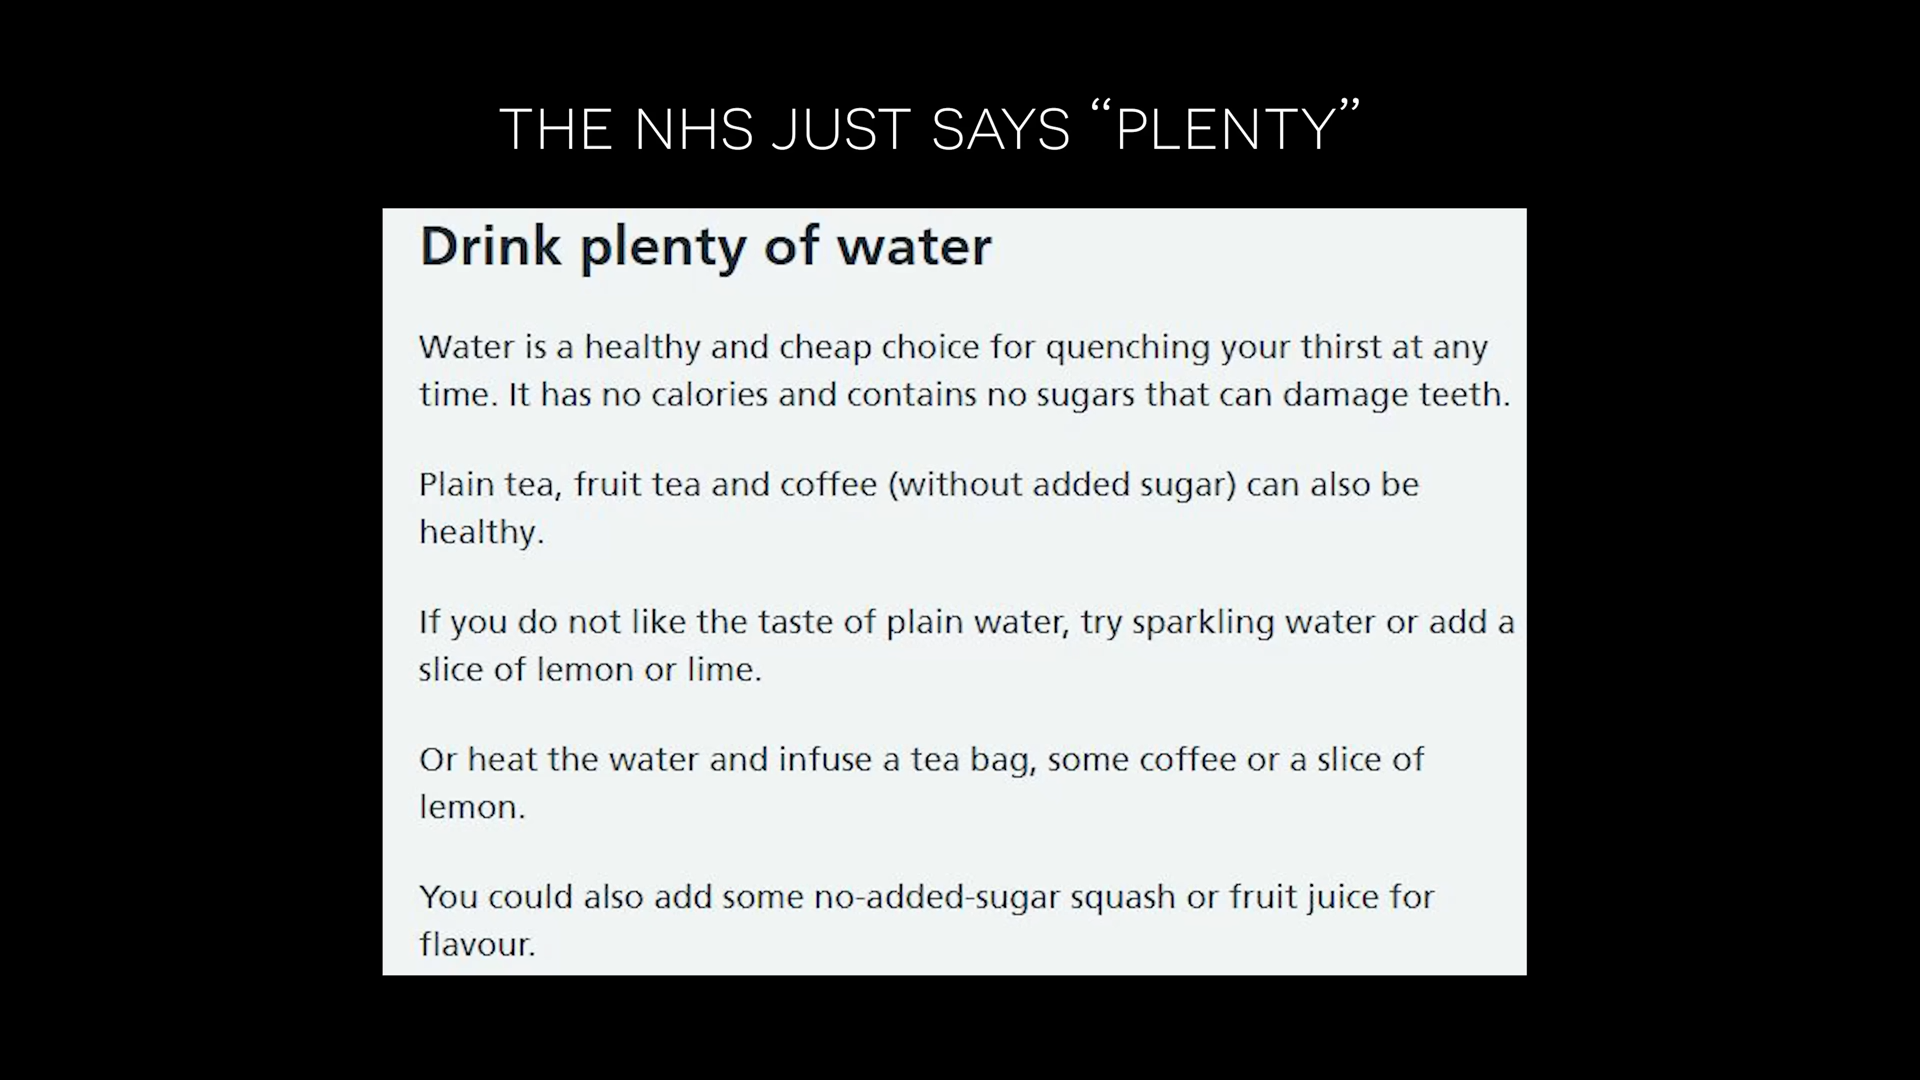 THE NHS JUST SAYS “PLENTY”
Drink plenty of water
Water is a healthy and cheap choice for quenching your thirst at any
time. It has no calories and contains no sugars that can damage teeth.
Plain tea, fruit tea and coffee (without added sugar) can also be
healthy.
If you do not like the taste of plain water, try sparkling water or add a
slice of lemon or lime.
Or heat the water and infuse a tea bag, some coffee or a slice of
lemon.
You could also add some no-added-sugar squash or fruit juice for
flavour.